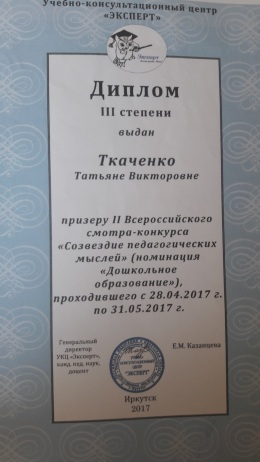 Учебно-консультационный центр
«ЭКСПЕРТ»
Эксперт
Диплом
III степени
выдан
Ткаченко
Татьяне Викторовне
призеру II Всероссийского
смотра-конкурса
«Созвездие педагогических
мыслей» (номинация
«Дошкольное
образование»),
проходившего с 28.04.2017 г.
по 31.05.2017 г.
Генеральный
директор
УКЦ «Эксперт»,
канд. пед. наук,
доцент
Е.М. Казанцева
"ЭКСПЕРТ"
Иркутск
2017